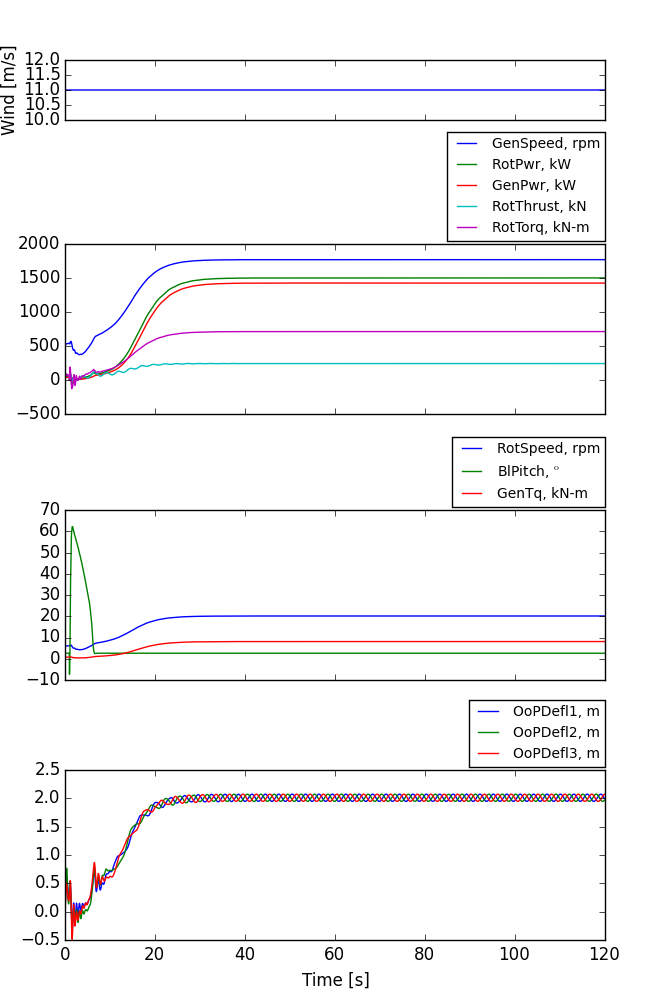 Wind [m/s]
12.0
11.5
11.0
10.5
10.0
GenSpeed, rpm
RotPwr, kW
GenPwr, kW
RotThrust, kN
RotTorq, kN-m
2000
1500
1000
500
0
−500
RotSpeed, rpm
BlPitch, °
GenTq, kN-m
70
60
50
40
30
20
10
0
−10
OoPDefl1, m
OoPDefl2, m
OoPDefl3, m
2.5
2.0
1.5
1.0
0.5
0.0
−0.5
0 20 40 60 80 100 120
Time [s]